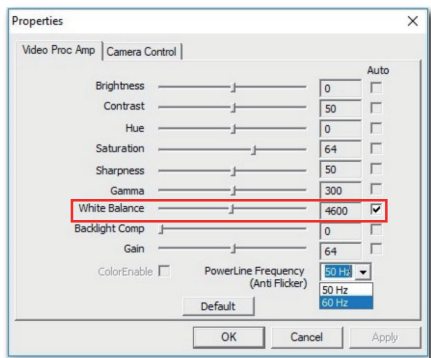 Properties
Video Proc Amp Camera Control
Auto
Brightness 0
Contrast 50
Hue 0
Saturation 64
Sharpness 50
Gamma 300
White Balance 4600
Backlight Comp 0
Gain 64
ColorEnable PowerLine Frequency 50 Hz
(Anti Flicker)
50 Hz
60 Hz
Default
OK Cancel Apply